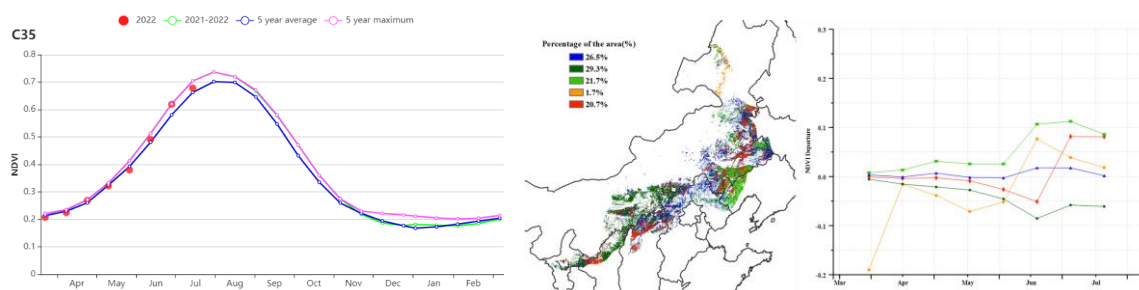 2022 2021-2022 5 year average 5 year maximum
C35
NDVI
0.8
0.7
0.6
0.5
0.4
0.3
0.2
0.1
0
Apr May Jun Jul Aug Sep Oct Nov Dec Jan Feb
Percentage of the area(%)
26.5%
29.3%
21.7%
1.7%
20.7%
NDVI Departure
0.3
0.2
0.1
0.0
-0.1
-0.2
Mar Apr May Jun Jul